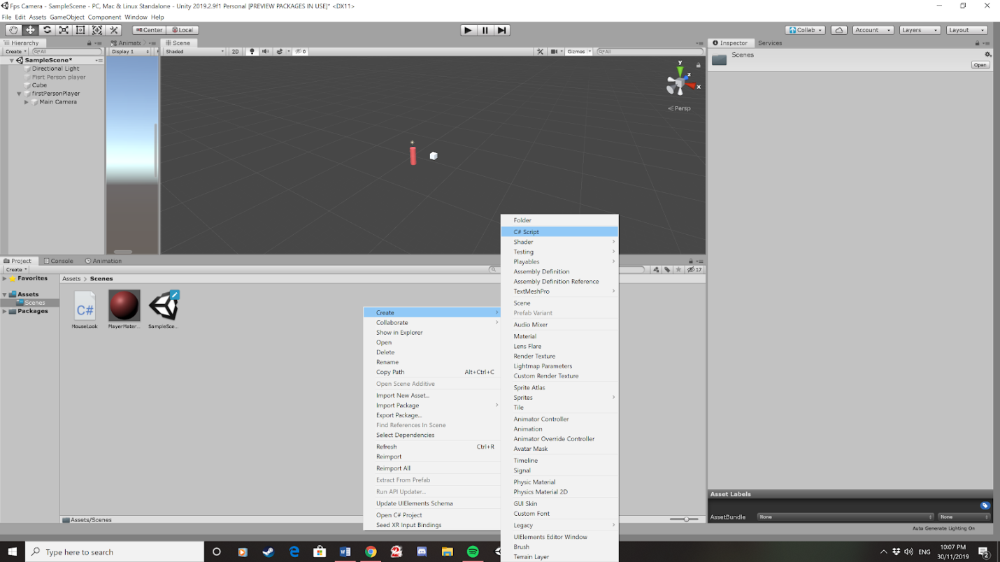 Fps Camera - SampleScene - PC, Mac & Linux Standalone - Unity 2019.2.9f1 Personal [PREVIEW PACKAGES IN USE]* <DX11>
File Edit Assets GameObject Component Window Help
Center Local
Collab Account Layers Layout
Hierarchy
Create All
SampleScene*
Directional Light
Fisrt Person player
Cube
firstPersonPlayer
Main Camera
Animato
Display 1
Scene
Shaded 2D 0 Gizmos All
y
z
x
Persp
Inspector Services
Scenes
Open
Project Console Animation
Create 17
Favorites
Assets
Scenes
Packages
Assets > Scenes
C#
MouseLook PlayerMater... SampleSce...
Create
Collaborate
Show in Explorer
Open
Delete
Rename
Copy Path Alt+Ctrl+C
Open Scene Additive
Import New Asset...
Import Package
Export Package...
Find References In Scene
Select Dependencies
Refresh Ctrl+R
Reimport
Reimport All
Extract From Prefab
Run API Updater...
Update UIElements Schema
Open C# Project
Seed XR Input Bindings
Folder
C# Script
Shader
Testing
Playables
Assembly Definition
Assembly Definition Reference
TextMeshPro
Scene
Prefab Variant
Audio Mixer
Material
Lens Flare
Render Texture
Lightmap Parameters
Custom Render Texture
Sprite Atlas
Sprites
Tile
Animator Controller
Animation
Animator Override Controller
Avatar Mask
Timeline
Signal
Physic Material
Physics Material 2D
GUI Skin
Custom Font
Legacy
UIElements Editor Window
Brush
Terrain Layer
Assets/Scenes
Asset Labels
AssetBundle None None
Auto Generate Lighting On
Type here to search
ENG
10:07 PM
30/11/2019
2